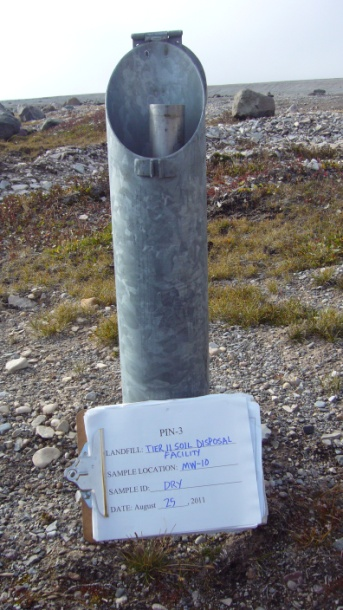 PIN-3
LANDFILL: TIER II SOIL DISPOSAL
FACILITY
SAMPLE LOCATION: MW-10
SAMPLE ID: DRY
DATE: August 25, 2011